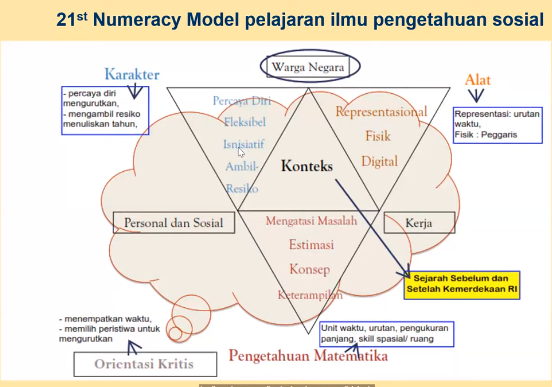 21st Numeracy Model pelajaran ilmu pengetahuan sosial
Warga Negara
Karakter
Alat
- percaya diri
mengurutkan,
- mengambil resiko
menuliskan tahun,
Percaya Diri
Fleksibel
Isnisiatif
Ambil-
Resiko
Representasional
Fisik
Digital
Representasi: urutan
waktu,
Fisik : Peggaris
Konteks
Personal dan Sosial
Mengatasi Masalah
Estimasi
Konsep
Keterampilan
Kerja
Sejarah Sebelum dan
Setelah Kemerdekaan RI
- menempatkan waktu,
- memilih peristiwa untuk
mengurutkan
Unit waktu, urutan, pengukuran
panjang, skill spasial/ ruang
Orientasi Kritis
Pengetahuan Matematika